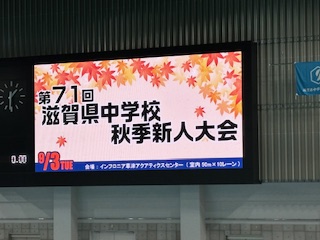 第71回
滋賀県中学校
秋季新人大会
9/3 TUE
会場：インフロニア草津アクアティクスセンター（室内 50m×10レーン）
0.00